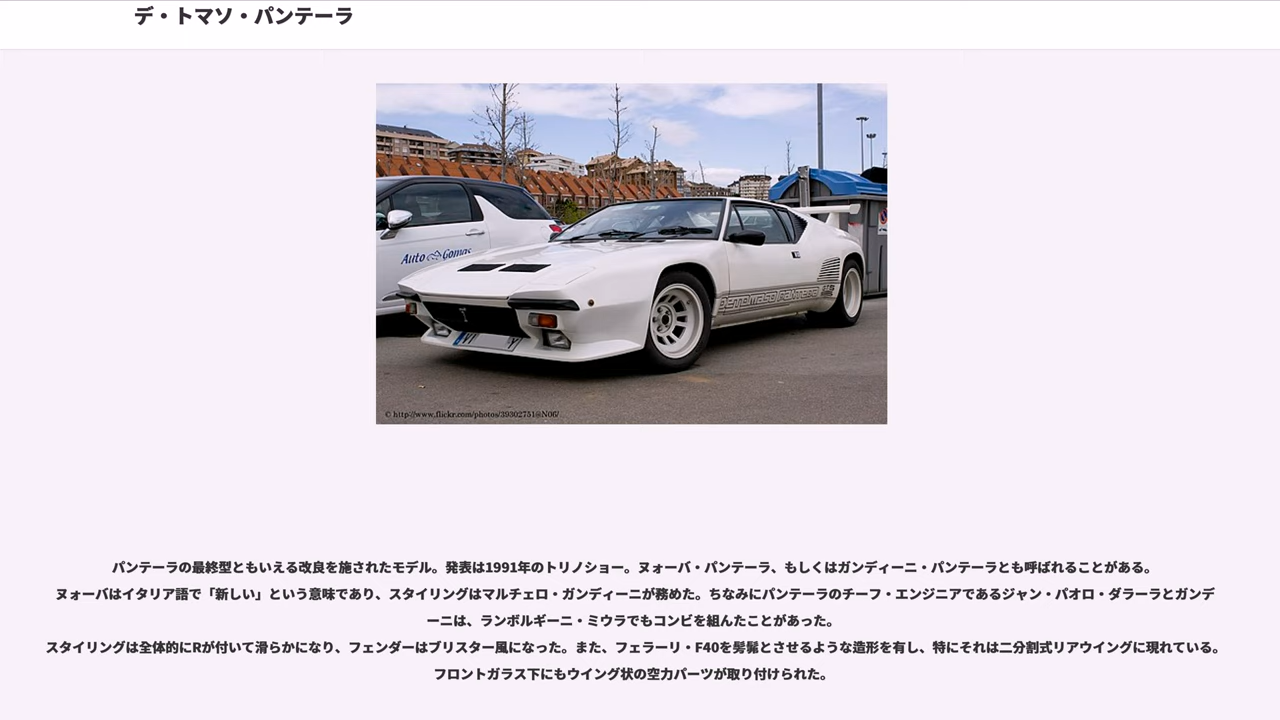 デ・トマソ・パンテーラ
Auto Gomas
© http://www.flickr.com/photos/39302751@N06/
パンテーラの最終型ともいえる改良を施されたモデル。発表は1991年のトリノショー。ヌォーバ・パンテーラ、もしくはガンディーニ・パンテーラとも呼ばれることがある。
ヌォーバはイタリア語で「新しい」という意味であり、スタイリングはマルチェロ・ガンディーニが務めた。ちなみにパンテーラのチーフ・エンジニアであるジャン・パオロ・ダラーラとガンデ
ィーニは、ランボルギーニ・ミウラでもコンビを組んだことがあった。
スタイリングは全体的にRが付いて滑らかになり、フェンダーはブリスター風になった。また、フェラーリ・F40を髣髴とさせるような造形を有し、特にそれは二分割式リアウイングに現れている。
フロントガラス下にもウイング状の空力パーツが取り付けられた。